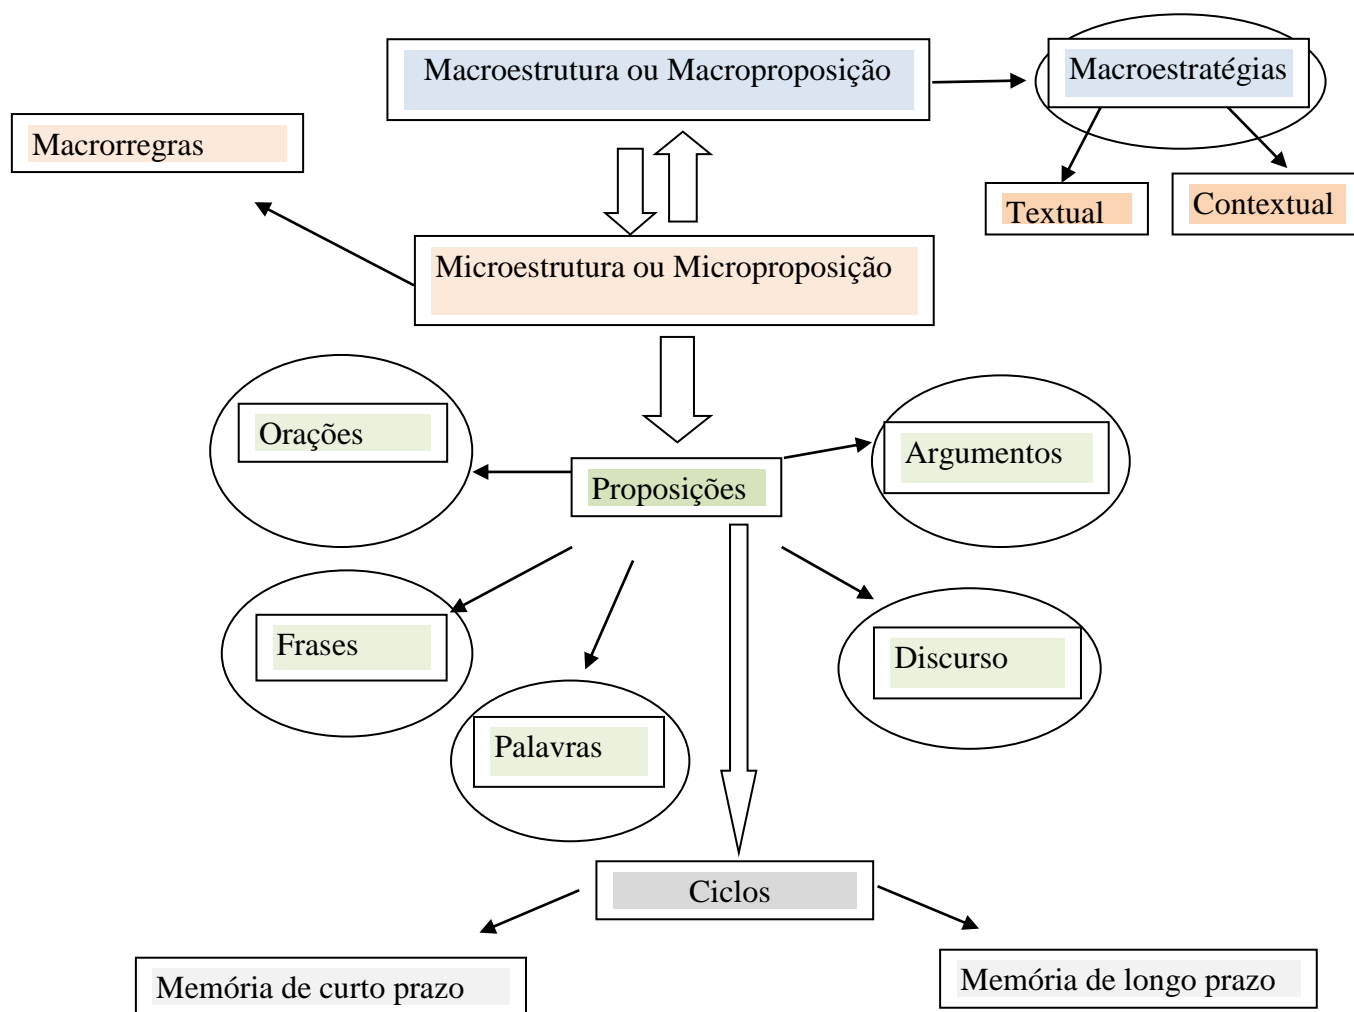 Macroestrutura ou Macroproposição
Macroestratégias
Macrorregras
Textual
Contextual
Microestrutura ou Microproposição
Orações
Argumentos
Proposições
Frases
Discurso
Palavras
Ciclos
Memória de curto prazo
Memória de longo prazo